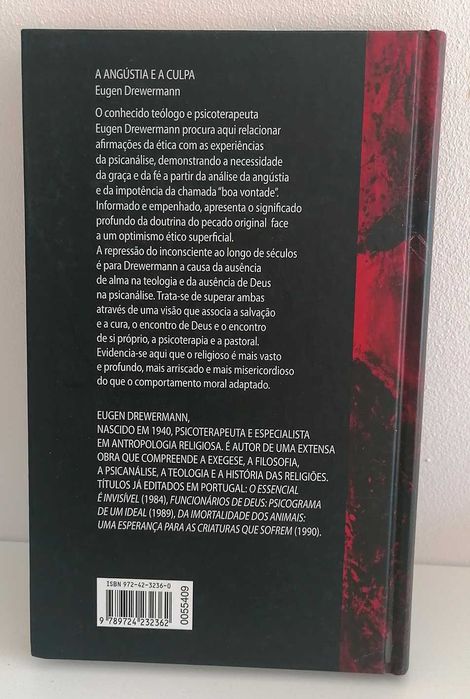 A ANGÚSTIA E A CULPA
Eugen Drewermann
O conhecido teólogo e psicoterapeuta
Eugen Drewermann procura aqui relacionar
afirmações da ética com as experiências
da psicanálise, demonstrando a necessidade
da graça e da fé a partir da análise da angústia
e da impotência da chamada "boa vontade".
Informado e empenhado, apresenta o significado
profundo da doutrina do pecado original face
a um optimismo ético superficial.
A repressão do inconsciente ao longo de séculos
é para Drewermann a causa da ausência
de alma na teologia e da ausência de Deus
na psicanálise. Trata-se de superar ambas
através de uma visão que associa a salvação
e a cura, o encontro de Deus e o encontro
de si próprio, a psicoterapia e a pastoral.
Evidencia-se aqui que o religioso é mais vasto
e profundo, mais arriscado e mais misericordioso
do que o comportamento moral adaptado.
EUGEN DREWERMANN,
NASCIDO EM 1940, PSICOTERAPEUTA E ESPECIALISTA
EM ANTROPOLOGIA RELIGIOSA. É AUTOR DE UMA EXTENSA
OBRA QUE COMPREENDE A EXEGESE, A FILOSOFIA,
A PSICANÁLISE, A TEOLOGIA E A HISTÓRIA DAS RELIGIÕES.
TÍTULOS JÁ EDITADOS EM PORTUGAL: O ESSENCIAL
É INVISÍVEL (1984), FUNCIONÁRIOS DE DEUS: PSICOGRAMA
DE UM IDEAL (1989), DA IMORTALIDADE DOS ANIMAIS:
UMA ESPERANÇA PARA AS CRIATURAS QUE SOFREM (1990).
ISBN 972-42-3236-0
9 789724 232362
0055409